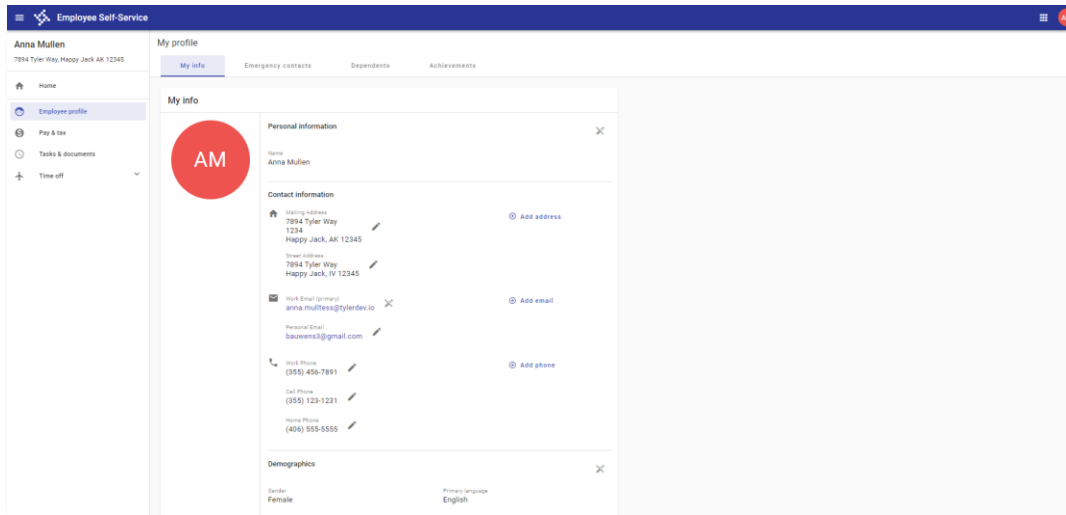 Employee Self-Service
Anna Mullen
7894 Tyler Way, Happy Jack AK 12345
Home
Employee profile
Pay & tax
Tasks & documents
Time off
My profile
My info
Emergency contacts
Dependents
Achievements
My info
AM
Personal information
Name
Anna Mullen
Contact information
Mailing Address
7894 Tyler Way
1234
Happy Jack, AK 12345
Add address
Street Address
7894 Tyler Way
Happy Jack, IV 12345
Work Email (primary)
anna.mulltess@tylerdev.io
Add email
Personal Email
bauwens3@gmail.com
Work Phone
(355) 456-7891
Add phone
Cell Phone
(355) 123-1231
Home Phone
(406) 555-5555
Demographics
Gender
Female
Primary language
English